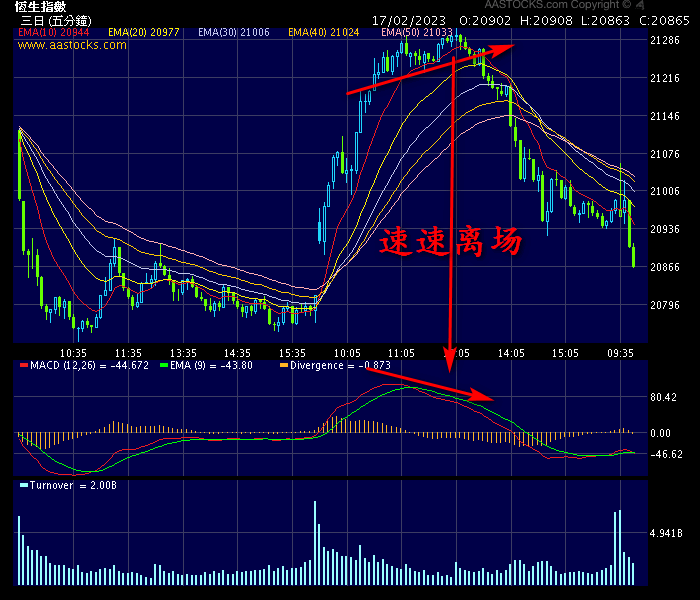 恆生指數
AASTOCKS.com Copyright ©
三日 (五分鐘)
17/02/2023 O:20902 H:20908 L:20863 C:20865
EMA(10) 20944 EMA(20) 20977 EMA(30) 21006 EMA(40) 21024 EMA(50) 21033
www.aastocks.com
21286
21216
21146
21076
21006
20936
速速离场
20866
20796
10:35 11:35 13:35 14:35 15:35 10:05 11:05 :05 14:05 15:05 09:35
MACD (12,26) = -44.672 EMA (9) = -43.80 Divergence = -0.873
80.42
0.00
-46.62
Turnover = 2.00B
4.941B